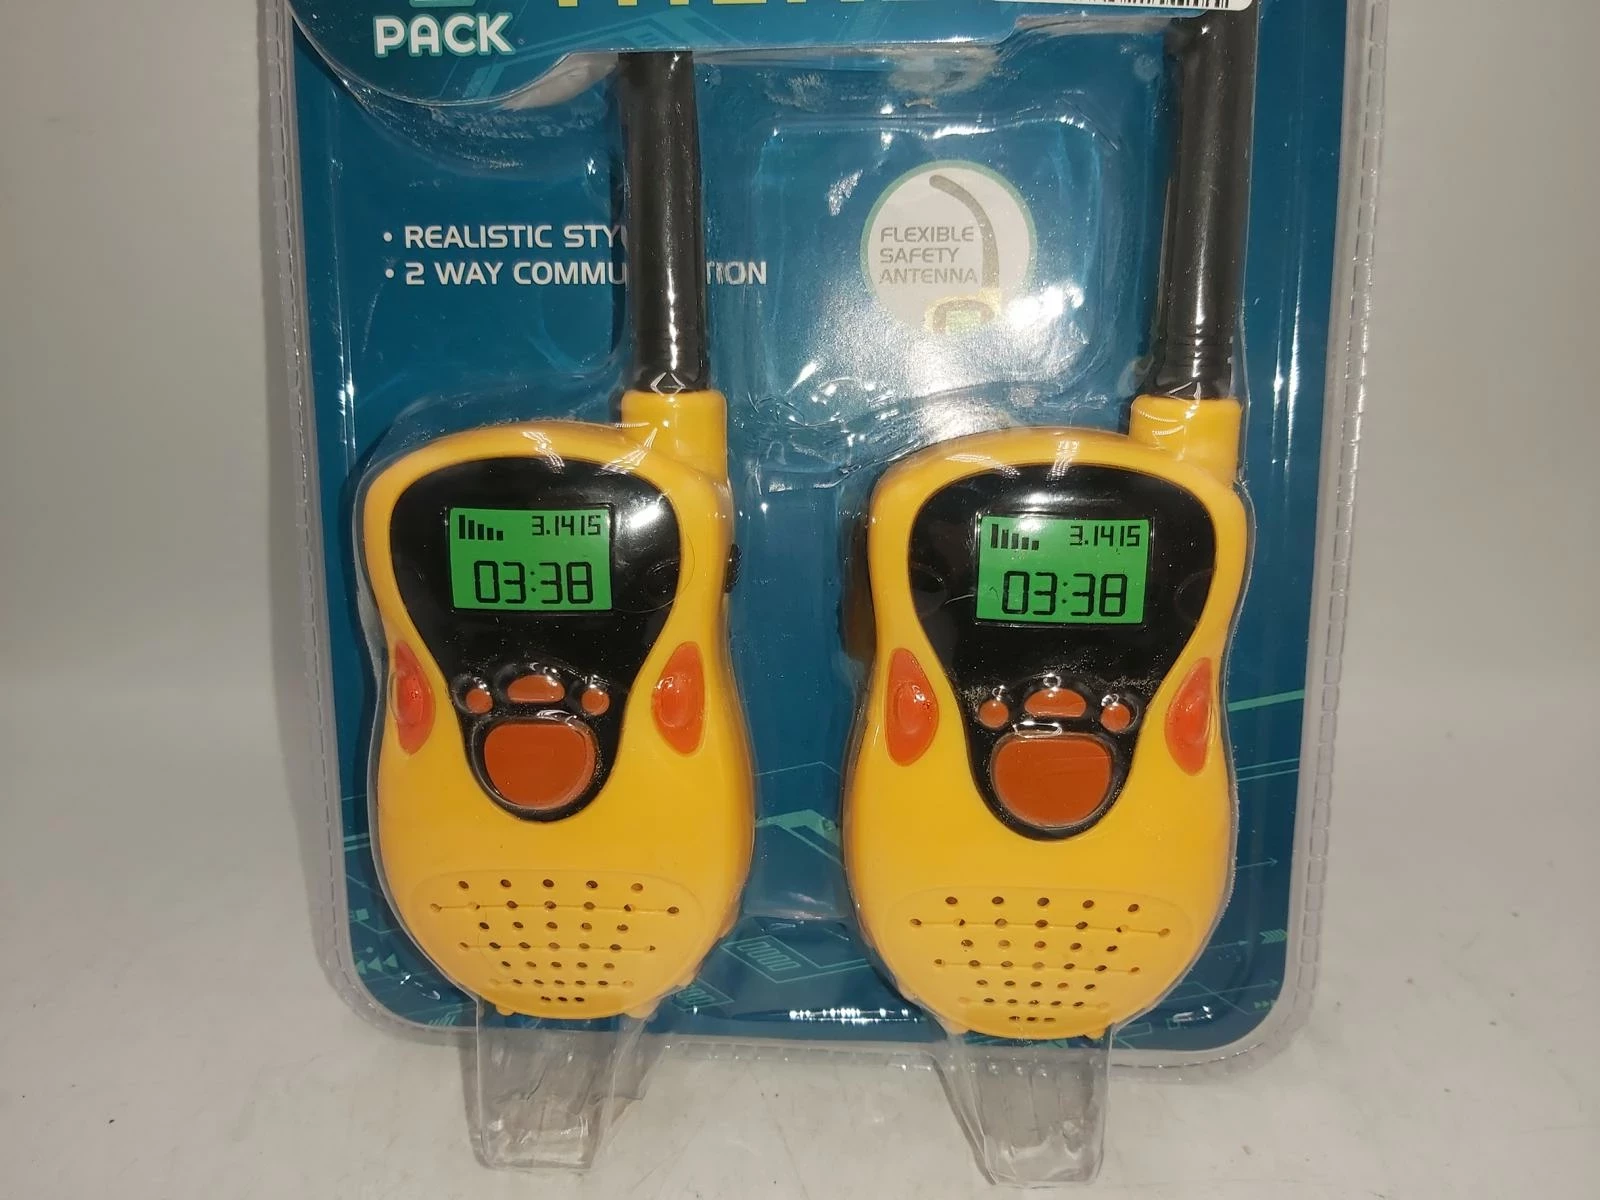 PACK
• REALISTIC STY
• 2 WAY COMMU TION
FLEXIBLE
SAFETY
ANTENNA
3.1415
03:38
3.1415
03:38